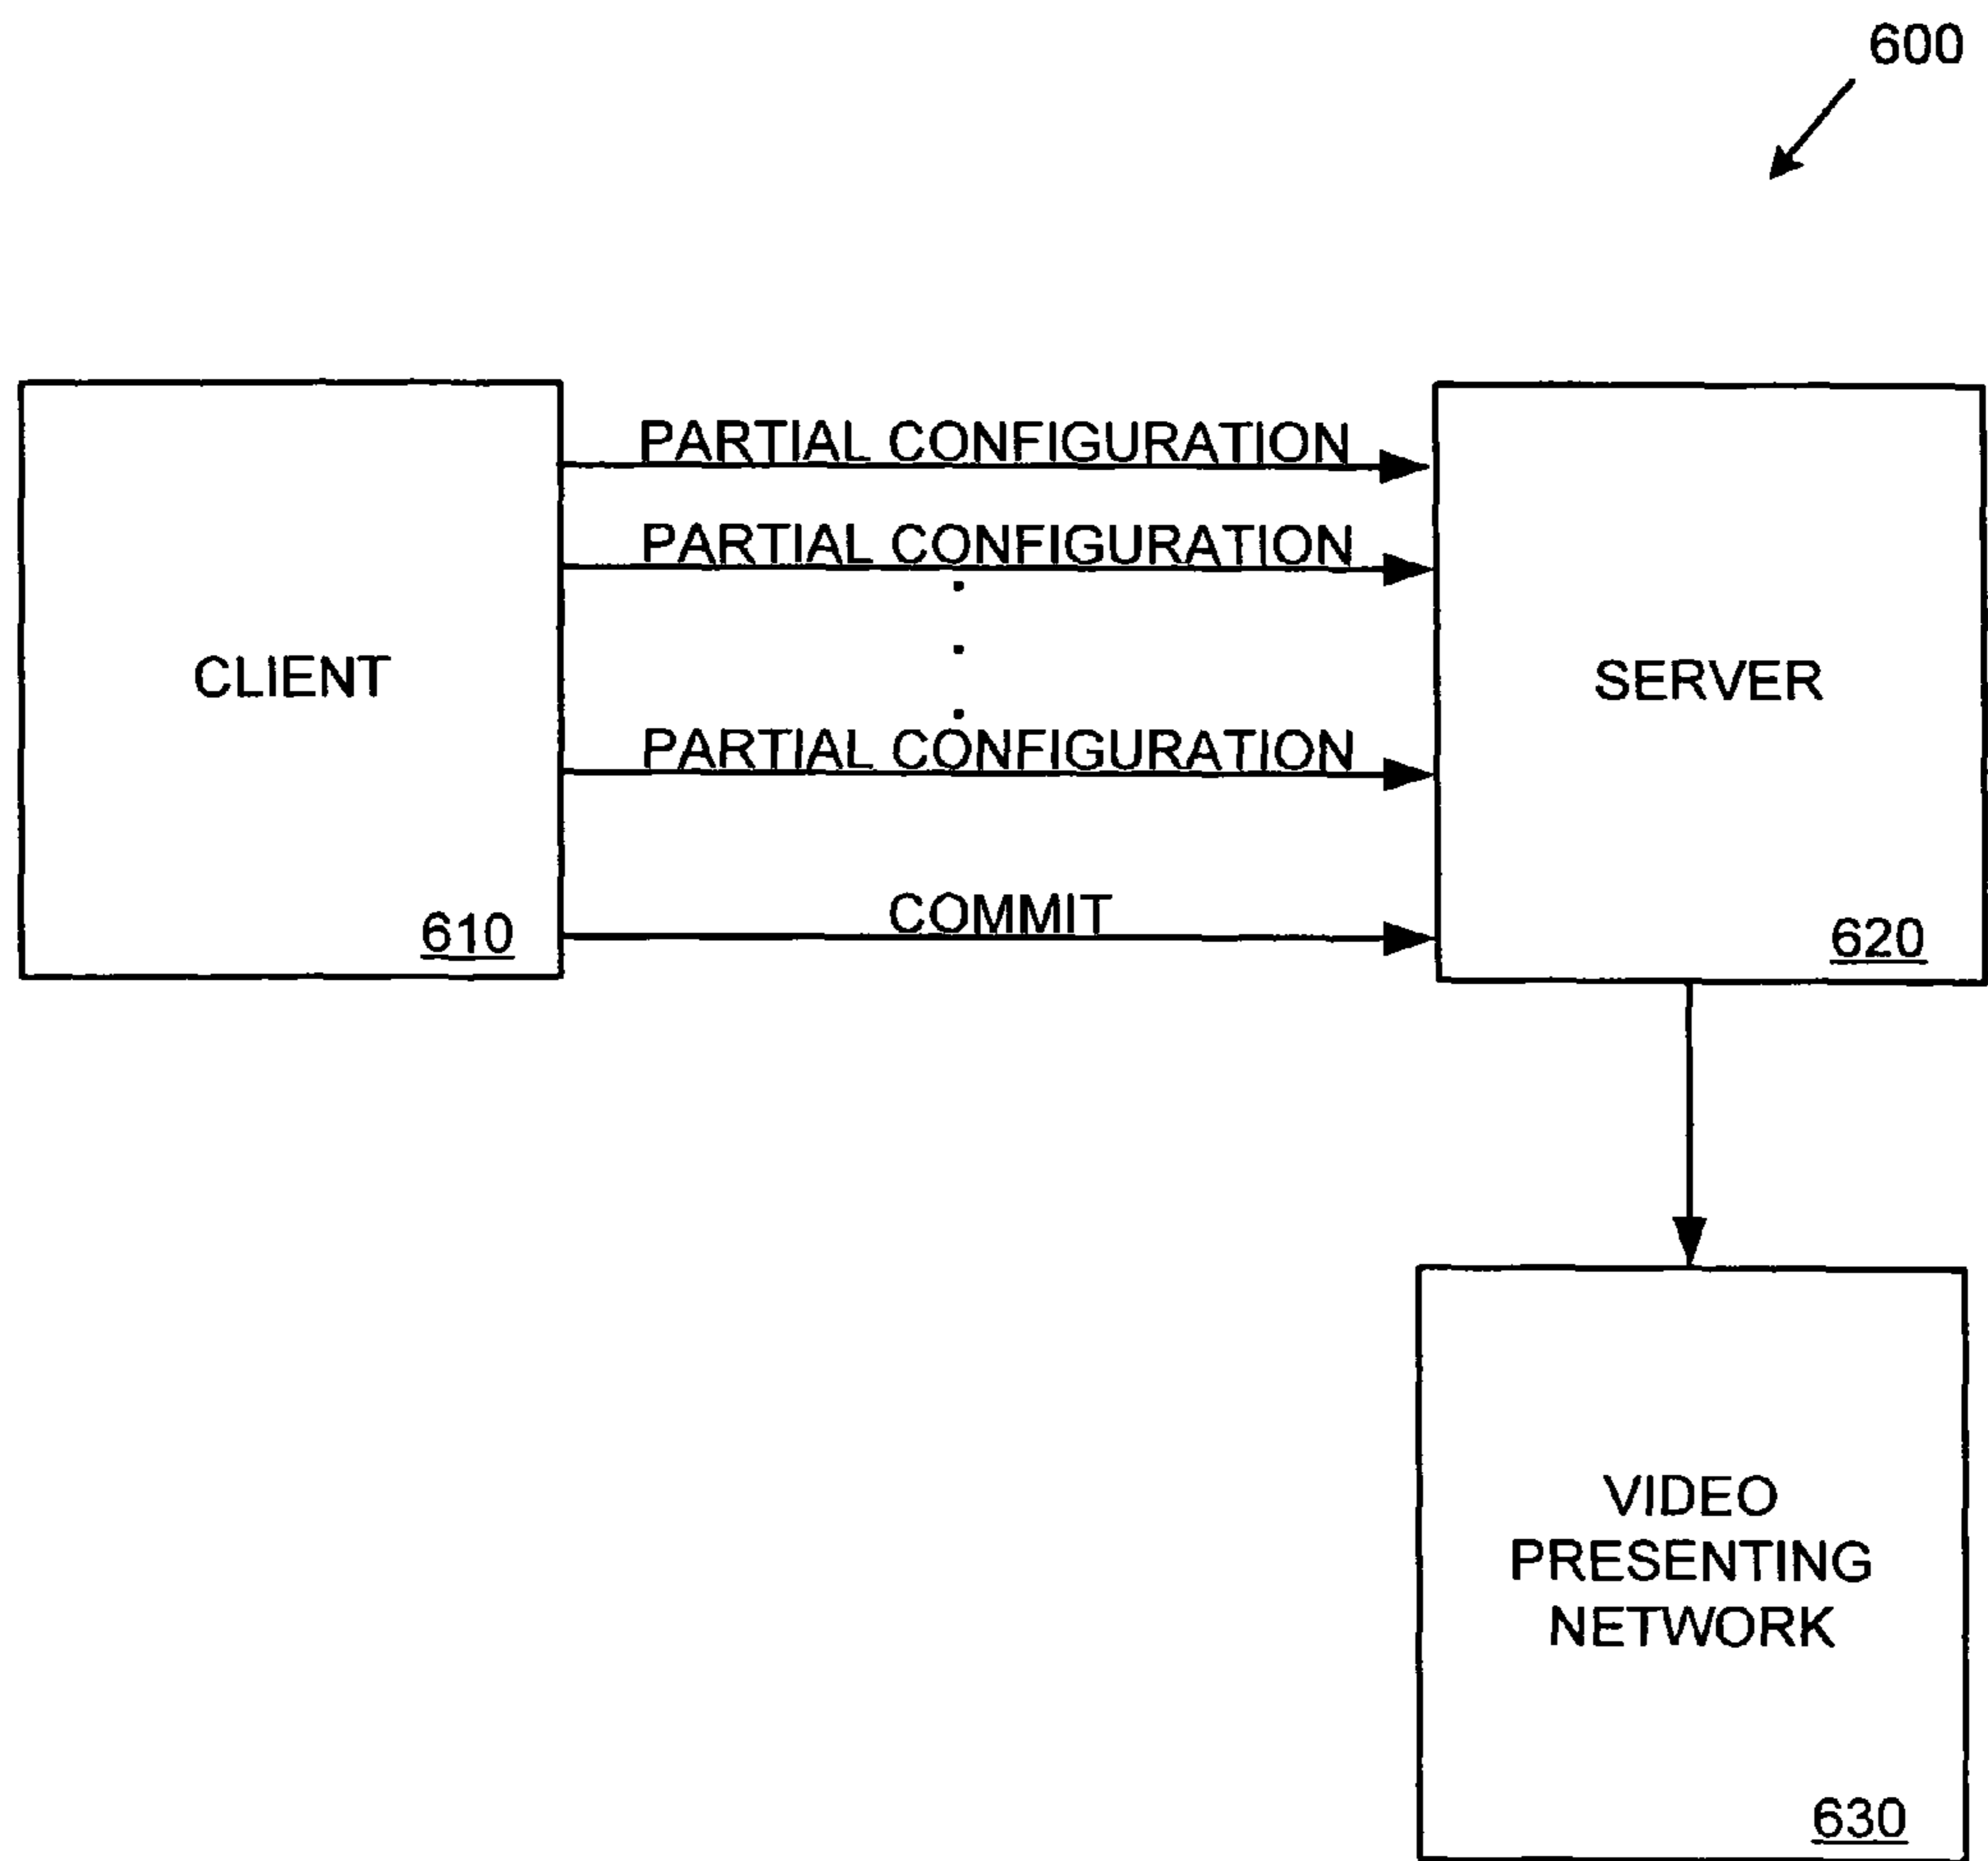 600
PARTIAL CONFIGURATION
PARTIAL CONFIGURATION
CLIENT
SERVER
PARTIAL CONFIGURATION
COMMIT
610
620
VIDEO
PRESENTING
NETWORK
630